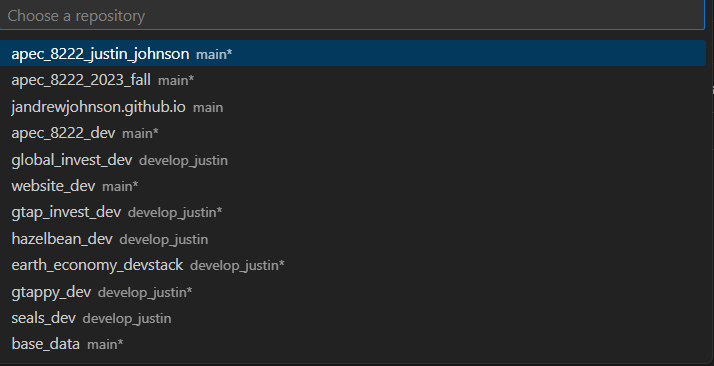 Choose a repository
apec_8222_justin_johnson main*
apec_8222_2023_fall main*
jandrewjohnson.github.io main
apec_8222_dev main*
global_invest_dev develop_justin
website_dev main*
gtap_invest_dev develop_justin*
hazelbean_dev develop_justin
earth_economy_devstack develop_justin*
gtappy_dev develop_justin*
seals_dev develop_justin
base_data main*